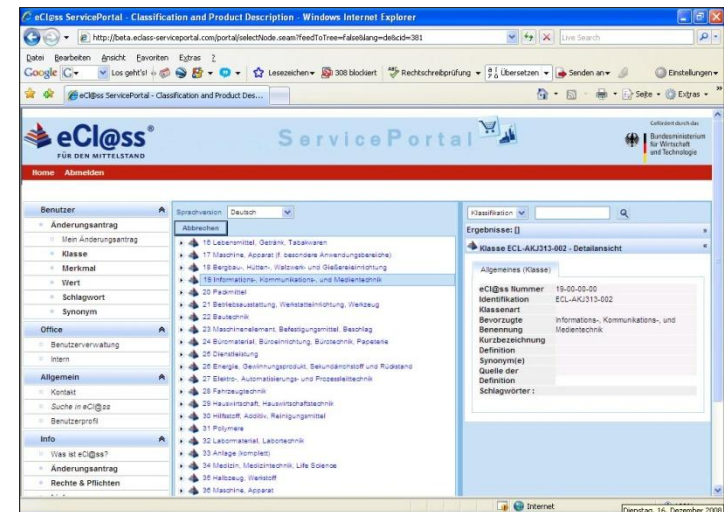 eCl@ss ServicePortal - Classification and Product Description - Windows Internet Explorer
http://beta.eclass-serviceportal.com/portal/selectNode.seam?feedToTree=false&lang=de&cid=381
Live Search
Datei Bearbeiten Ansicht Favoriten Extras ?
Google Los geht's! Lesezeichen 308 blockiert Rechtschreibprüfung Übersetzen Senden an Einstellungen
eCl@ss ServicePortal - Classification and Product Des...
Seite Extras
eCl@ss®
FÜR DEN MITTELSTAND
ServicePortal
Gefördert durch das
Bundesministerium
für Wirtschaft
und Technologie
Home Abmelden
Benutzer
Änderungsantrag
Mein Änderungsantrag
Klasse
Merkmal
Wert
Schlagwort
Synonym
Office
Benutzerverwaltung
Intern
Allgemein
Kontakt
Suche in eCl@ss
Benutzerprofil
Info
Was ist eCl@ss?
Änderungsantrag
Rechte & Pflichten
Sprachversion Deutsch
Abbrechen
16 Lebensmittel, Getränk, Tabakwaren
17 Maschine, Apparat (f. besondere Anwendungsbereiche)
18 Bergbau-, Hütten-, Walzwerk- und Gießereieinrichtung
19 Informations-, Kommunikations-, und Medientechnik
20 Packmittel
21 Betriebsausstattung, Werkstatteinrichtung, Werkzeug
22 Bautechnik
23 Maschinenelement, Befestigungsmittel, Beschlag
24 Büromaterial, Büroeinrichtung, Bürotechnik, Papeterie
25 Dienstleistung
26 Energie, Gewinnungsprodukt, Sekundärrohstoff und Rückstand
27 Elektro-, Automatisierungs- und Prozessleittechnik
28 Fahrzeugtechnik
29 Hauswirtschaft, Hauswirtschaftstechnik
30 Hilfsstoff, Additiv, Reinigungsmittel
31 Polymere
32 Labormaterial, Labortechnik
33 Anlage (komplett)
34 Medizin, Medizintechnik, Life Science
35 Halbzeug, Werkstoff
36 Maschine, Apparat
Klassifikation
Ergebnisse: []
Klasse ECL-AKJ313-002 - Detailansicht
Allgemeines (Klasse)
eCl@ss Nummer 19-00-00-00
Identifikation ECL-AKJ313-002
Klassenart
Bevorzugte Benennung Informations-, Kommunikations-, und Medientechnik
Kurzbezeichnung
Definition
Synonym(e)
Quelle der Definition
Schlagwörter :
Internet
Dienstag, 16. Dezember 2008